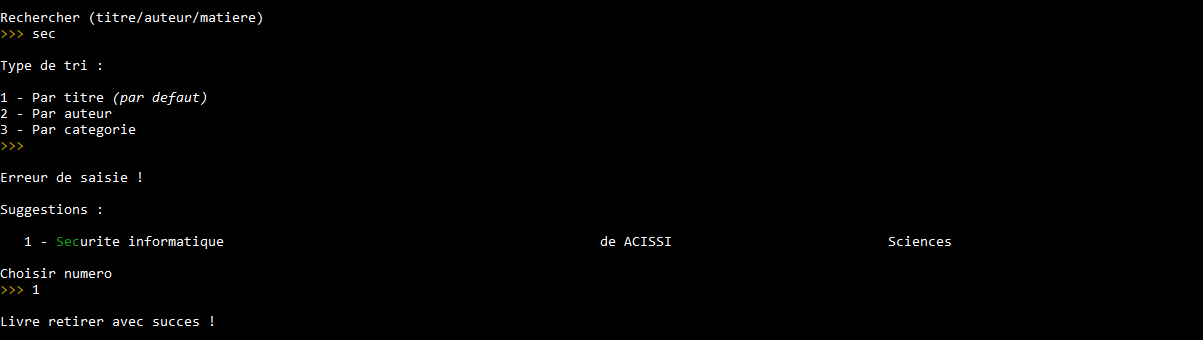 Rechercher (titre/auteur/matiere)
>>> sec
Type de tri :
1 - Par titre (par defaut)
2 - Par auteur
3 - Par categorie
>>>
Erreur de saisie !
Suggestions :
1 - Securite informatique de ACISSI Sciences
Choisir numero
>>> 1
Livre retirer avec succes !